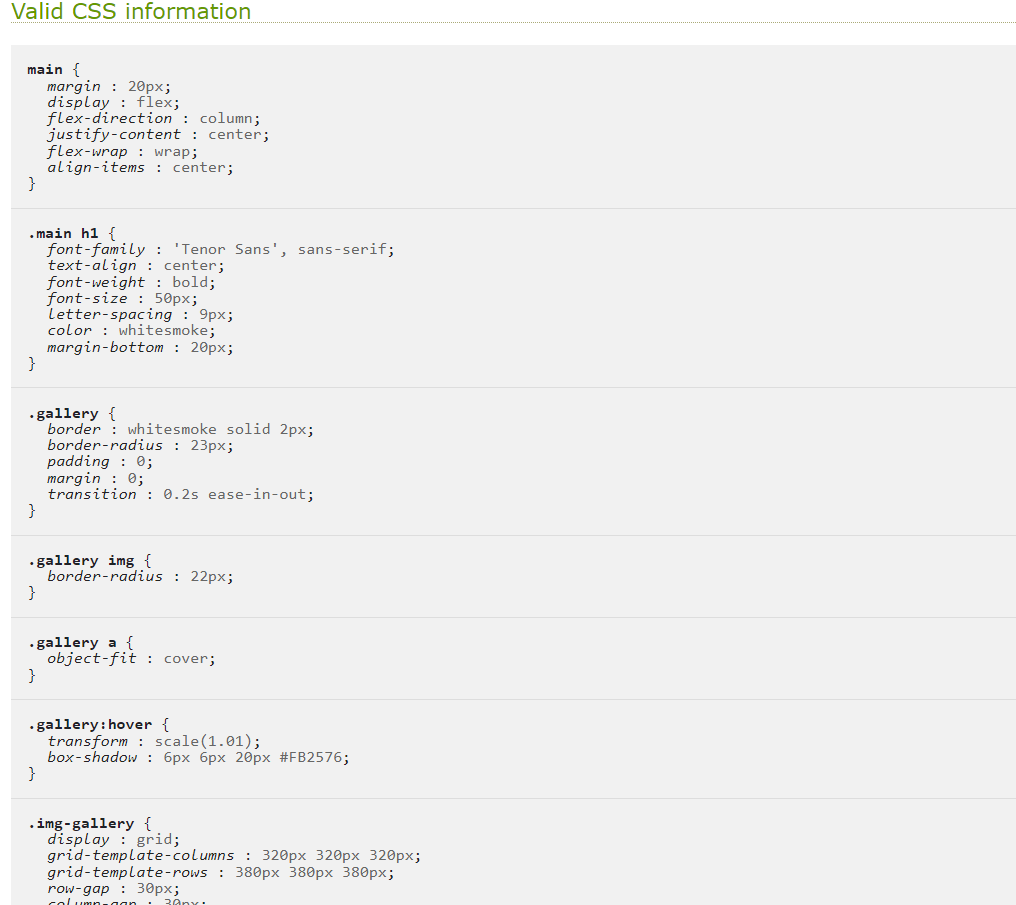 Valid CSS information
main {
margin : 20px;
display : flex;
flex-direction : column;
justify-content : center;
flex-wrap : wrap;
align-items : center;
}
.main h1 {
font-family : 'Tenor Sans', sans-serif;
text-align : center;
font-weight : bold;
font-size : 50px;
letter-spacing : 9px;
color : whitesmoke;
margin-bottom : 20px;
}
.gallery {
border : whitesmoke solid 2px;
border-radius : 23px;
padding : 0;
margin : 0;
transition : 0.2s ease-in-out;
}
.gallery img {
border-radius : 22px;
}
.gallery a {
object-fit : cover;
}
.gallery:hover {
transform : scale(1.01);
box-shadow : 6px 6px 20px #FB2576;
}
.img-gallery {
display : grid;
grid-template-columns : 320px 320px 320px;
grid-template-rows : 380px 380px 380px;
row-gap : 30px;
column-gap : 30px;